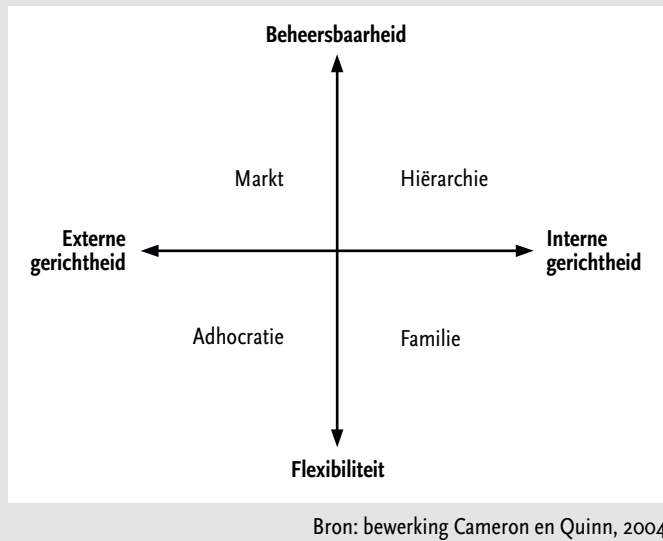 Beheersbaarheid
Markt
Hiërarchie
Externe
gerichtheid
Interne
gerichtheid
Adhocratie
Familie
Flexibiliteit
Bron: bewerking Cameron en Quinn, 2004